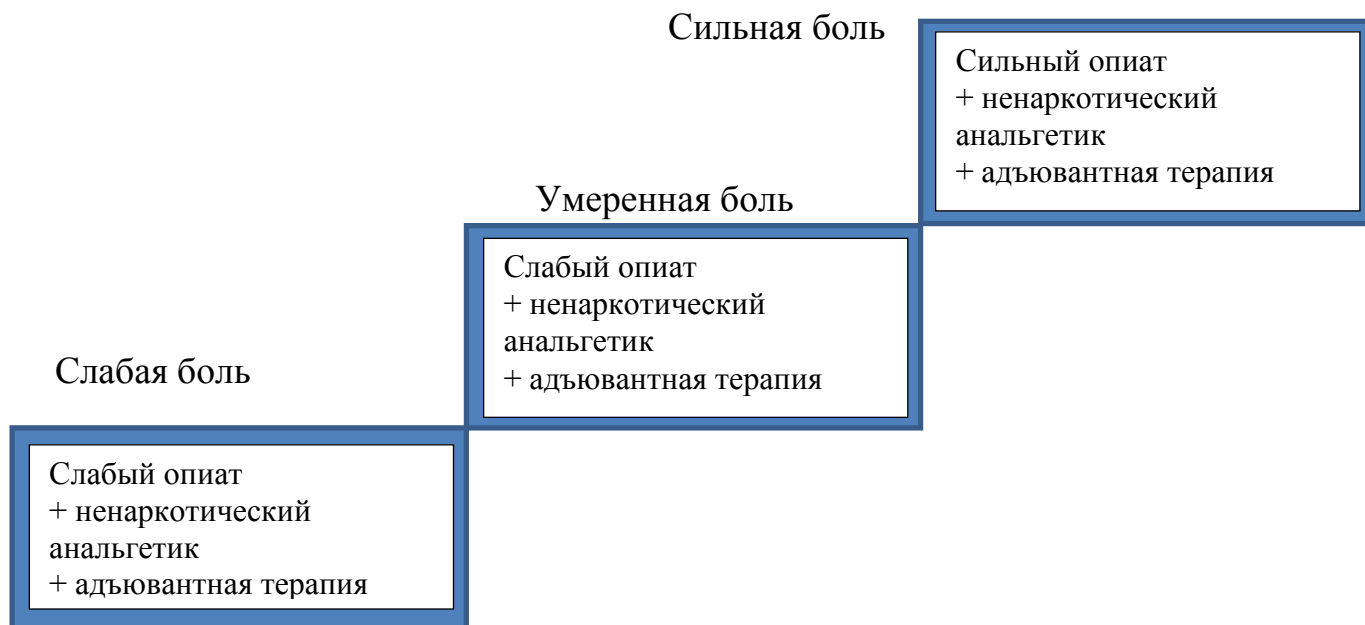 Сильная боль
Сильный опиат
+ ненаркотический
анальгетик
+ адъювантная терапия
Умеренная боль
Слабый опиат
+ ненаркотический
анальгетик
+ адъювантная терапия
Слабая боль
Слабый опиат
+ ненаркотический
анальгетик
+ адъювантная терапия